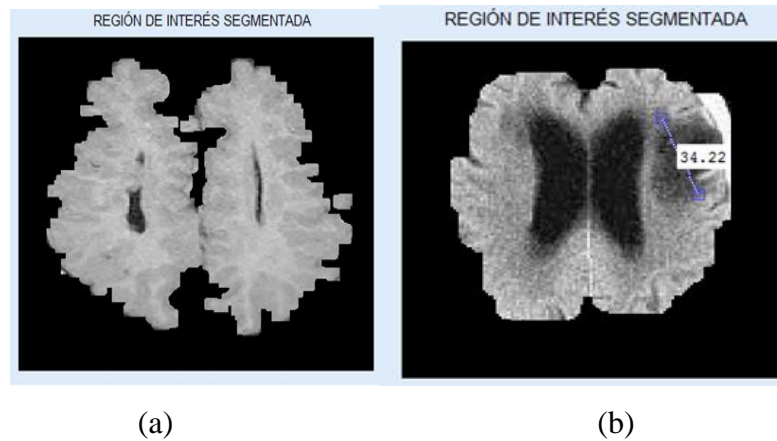 REGIÓN DE INTERÉS SEGMENTADA
REGIÓN DE INTERÉS SEGMENTADA
34.22
(a)
(b)